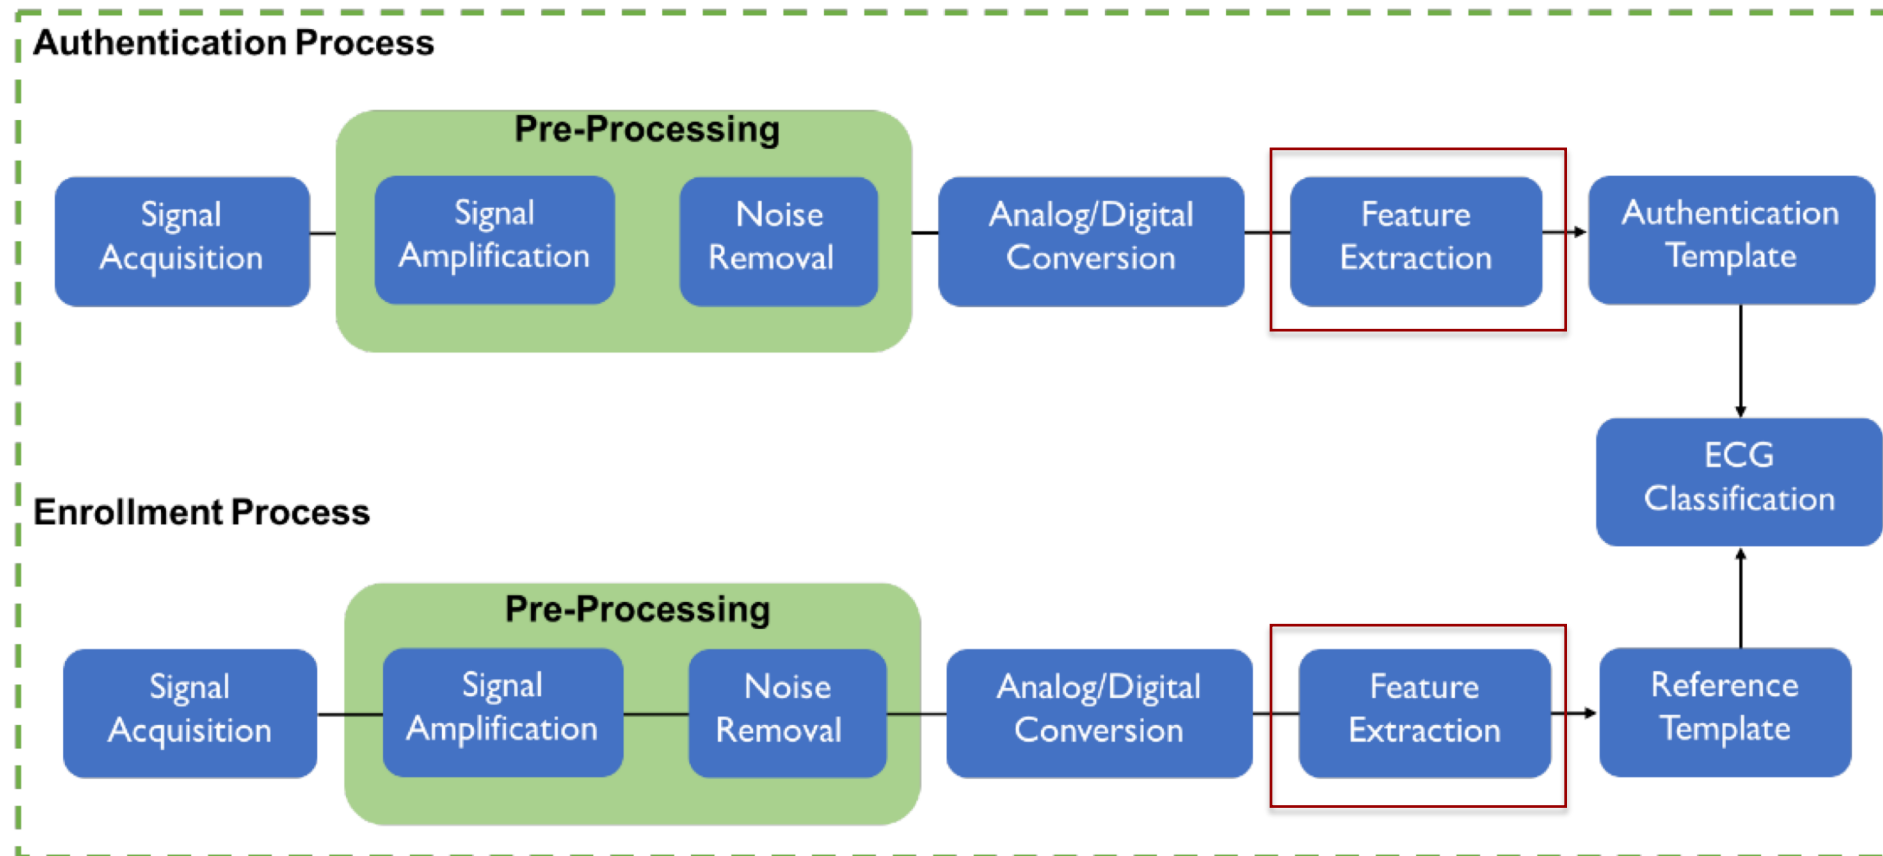 Authentication Process
Pre-Processing
Signal
Acquisition
Signal
Amplification
Noise
Removal
Analog/Digital
Conversion
Feature
Extraction
Authentication
Template
ECG
Classification
Enrollment Process
Pre-Processing
Signal
Acquisition
Signal
Amplification
Noise
Removal
Analog/Digital
Conversion
Feature
Extraction
Reference
Template